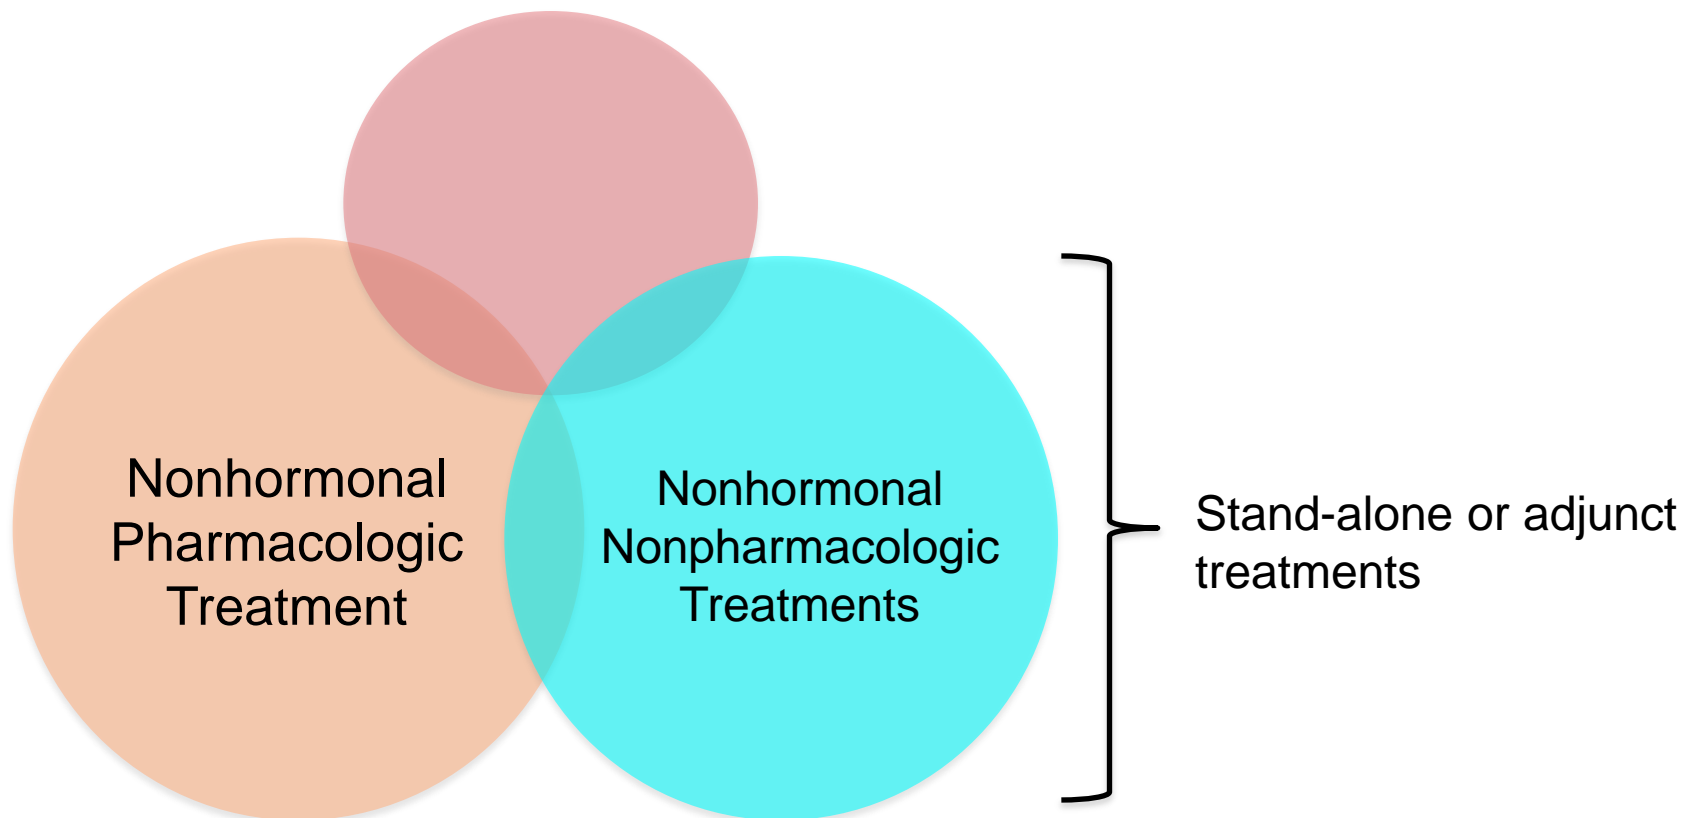 Nonhormonal
Pharmacologic
Treatment
Nonhormonal
Nonpharmacologic
Treatments
Stand-alone or adjunct
treatments